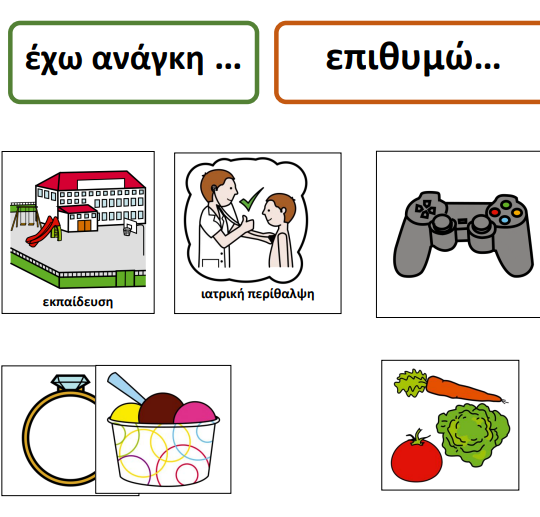 έχω ανάγκη ...
επιθυμώ...
εκπαίδευση
ιατρική περίθαλψη